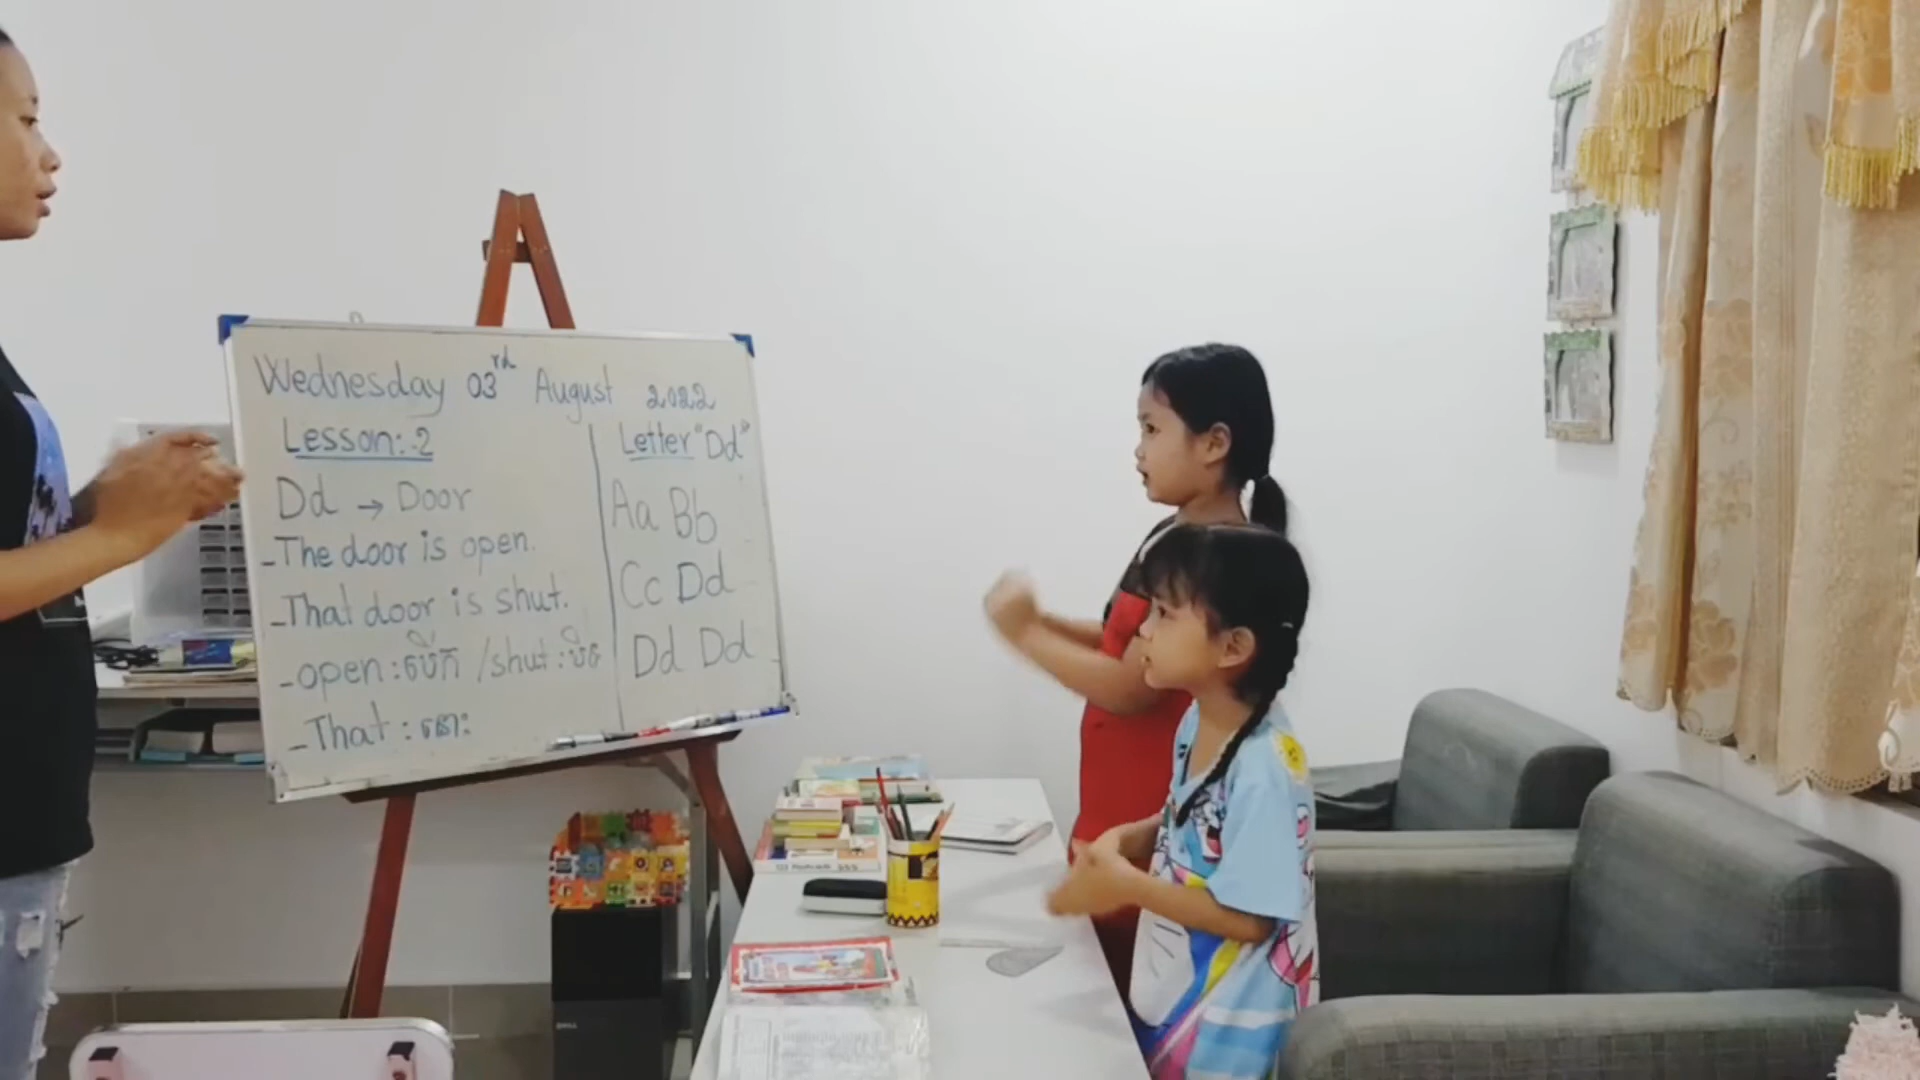 Wednesday 03rd August 2022
Lesson: 2
Dd → Door
- The door is open.
- That door is shut.
- open : បើក / shut : បិទ
- That : នោះ
Letter "Dd"
Aa Bb
Cc Dd
Dd Dd
DELL